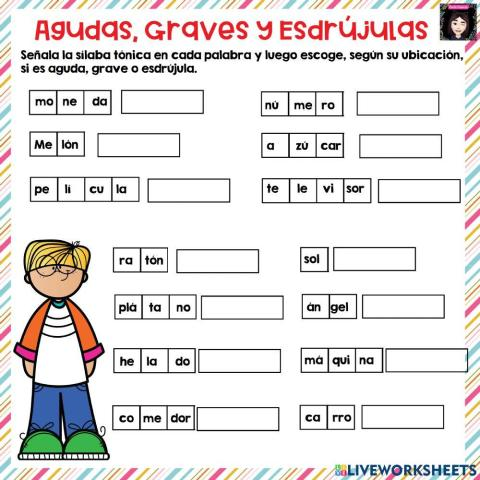 Agudas, Graves y Esdrújulas
Señala la sílaba tónica en cada palabra y luego escoge, según su ubicación,
si es aguda, grave o esdrújula.
mo ne da
nú me ro
Me lón
a zú car
pe lí cu la
te le vi sor
ra tón
sol
plá ta no
án gel
he la do
má qui na
co me dor
ca rro
LIVEWORKSHEETS